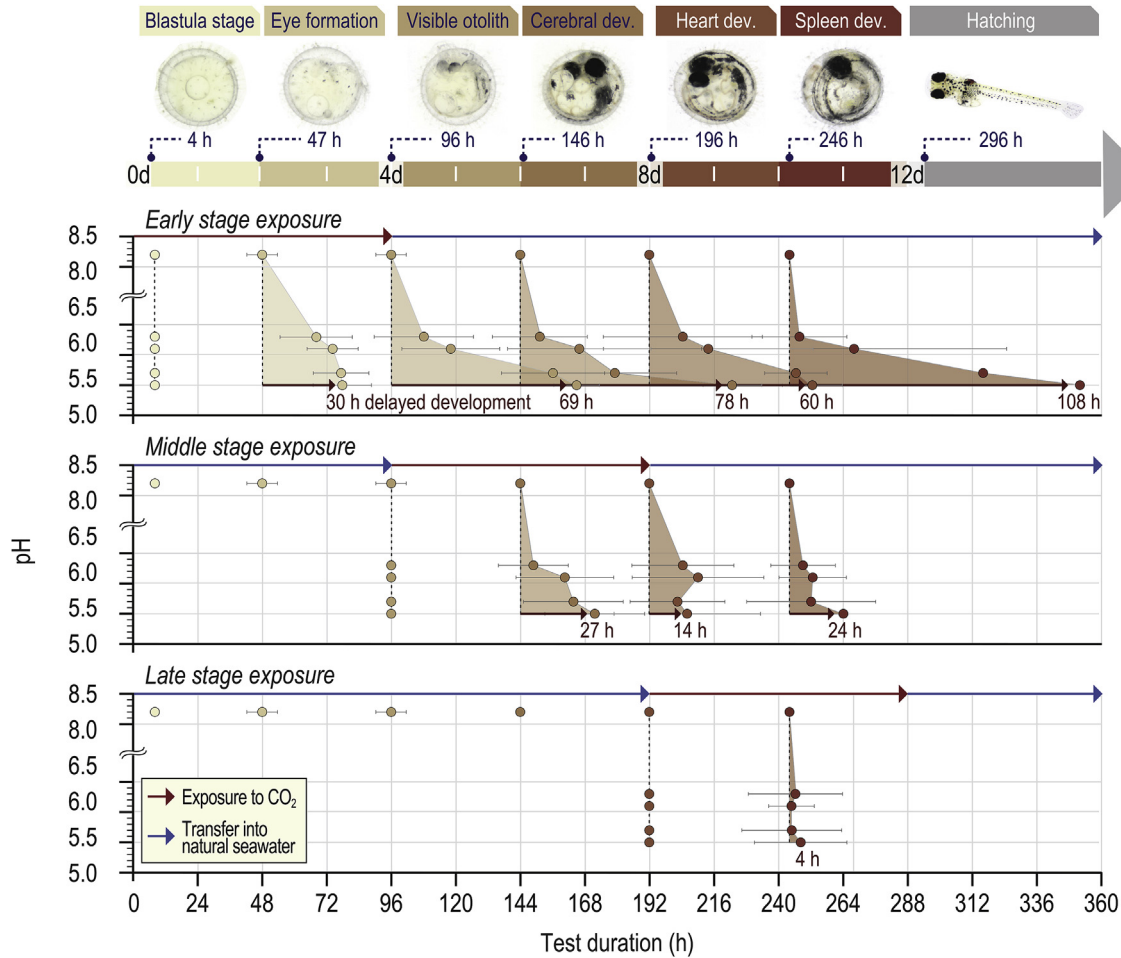 Blastula stage Eye formation Visible otolith Cerebral dev. Heart dev. Spleen dev. Hatching
4 h 47 h 96 h 146 h 196 h 246 h 296 h
0d 4d 8d 12d
Early stage exposure
8.5
8.0
6.5
6.0
5.5
5.0
30 h delayed development 69 h 78 h 60 h 108 h
Middle stage exposure
8.5
8.0
6.5
6.0
5.5
5.0
27 h 14 h 24 h
pH
Late stage exposure
8.5
8.0
6.5
6.0
5.5
5.0
Exposure to CO₂
Transfer into
natural seawater
4 h
0 24 48 72 96 120 144 168 192 216 240 264 288 312 336 360
Test duration (h)